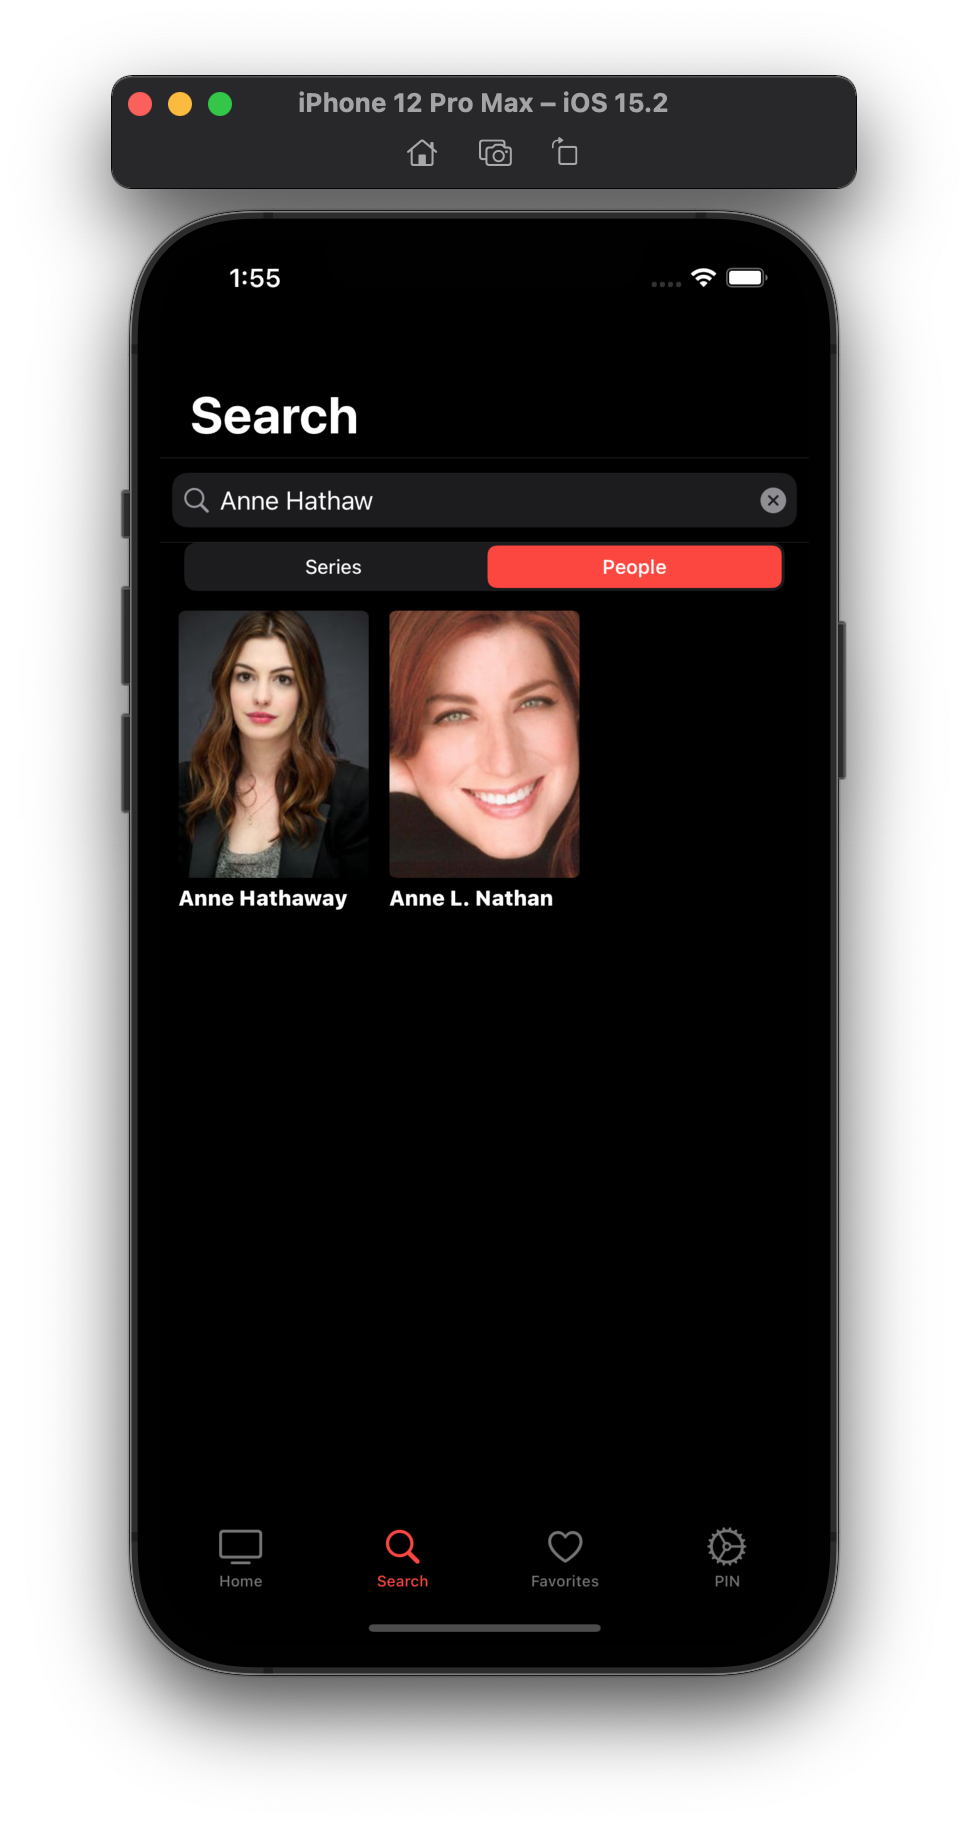 iPhone 12 Pro Max – iOS 15.2
1:55
Search
Anne Hathaw
Series People
Anne Hathaway Anne L. Nathan
Home Search Favorites PIN